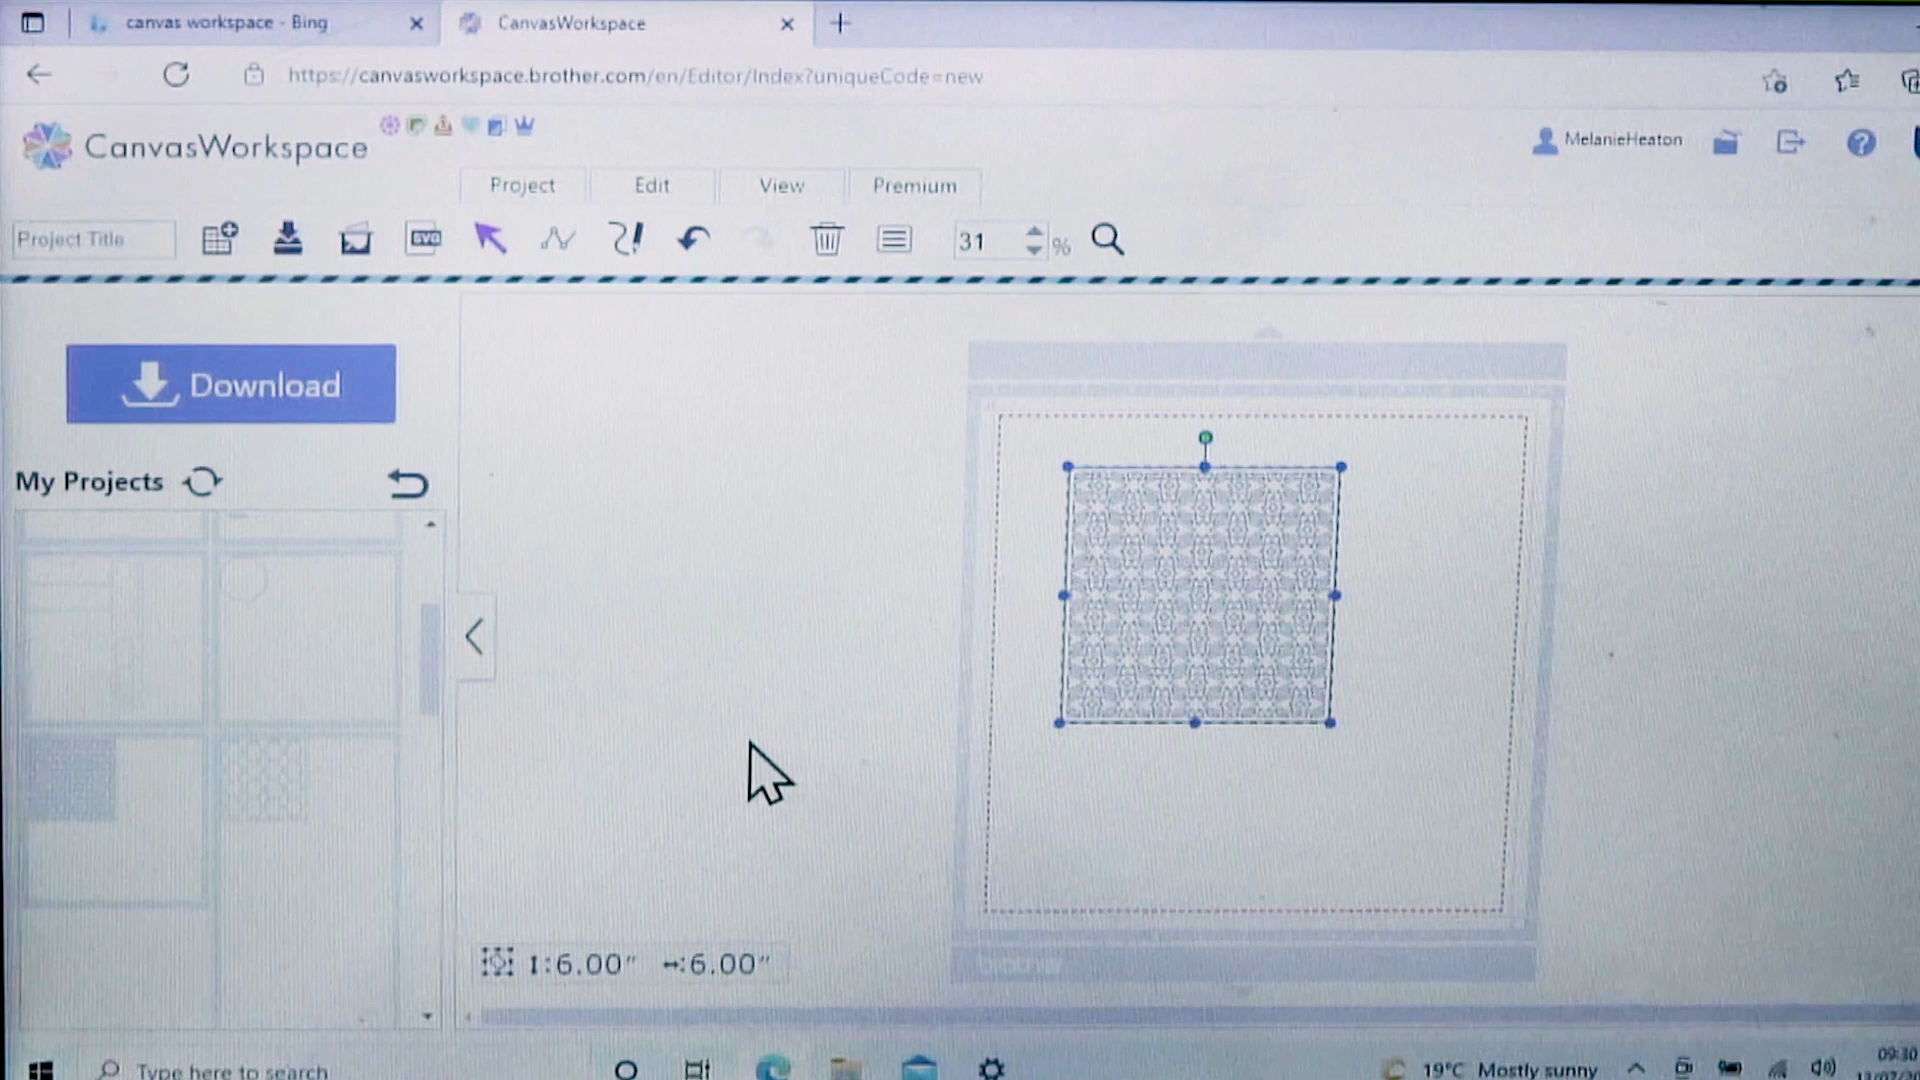 canvas workspace - Bing
CanvasWorkspace
https://canvasworkspace.brother.com/en/Editor/Index?uniqueCode=new
CanvasWorkspace
MelanieHeaton
Project
Edit
View
Premium
Project Title
SVG
31
%
Download
My Projects
brother
↕:6.00" ↔:6.00"
Type here to search
19°C Mostly sunny
09:30